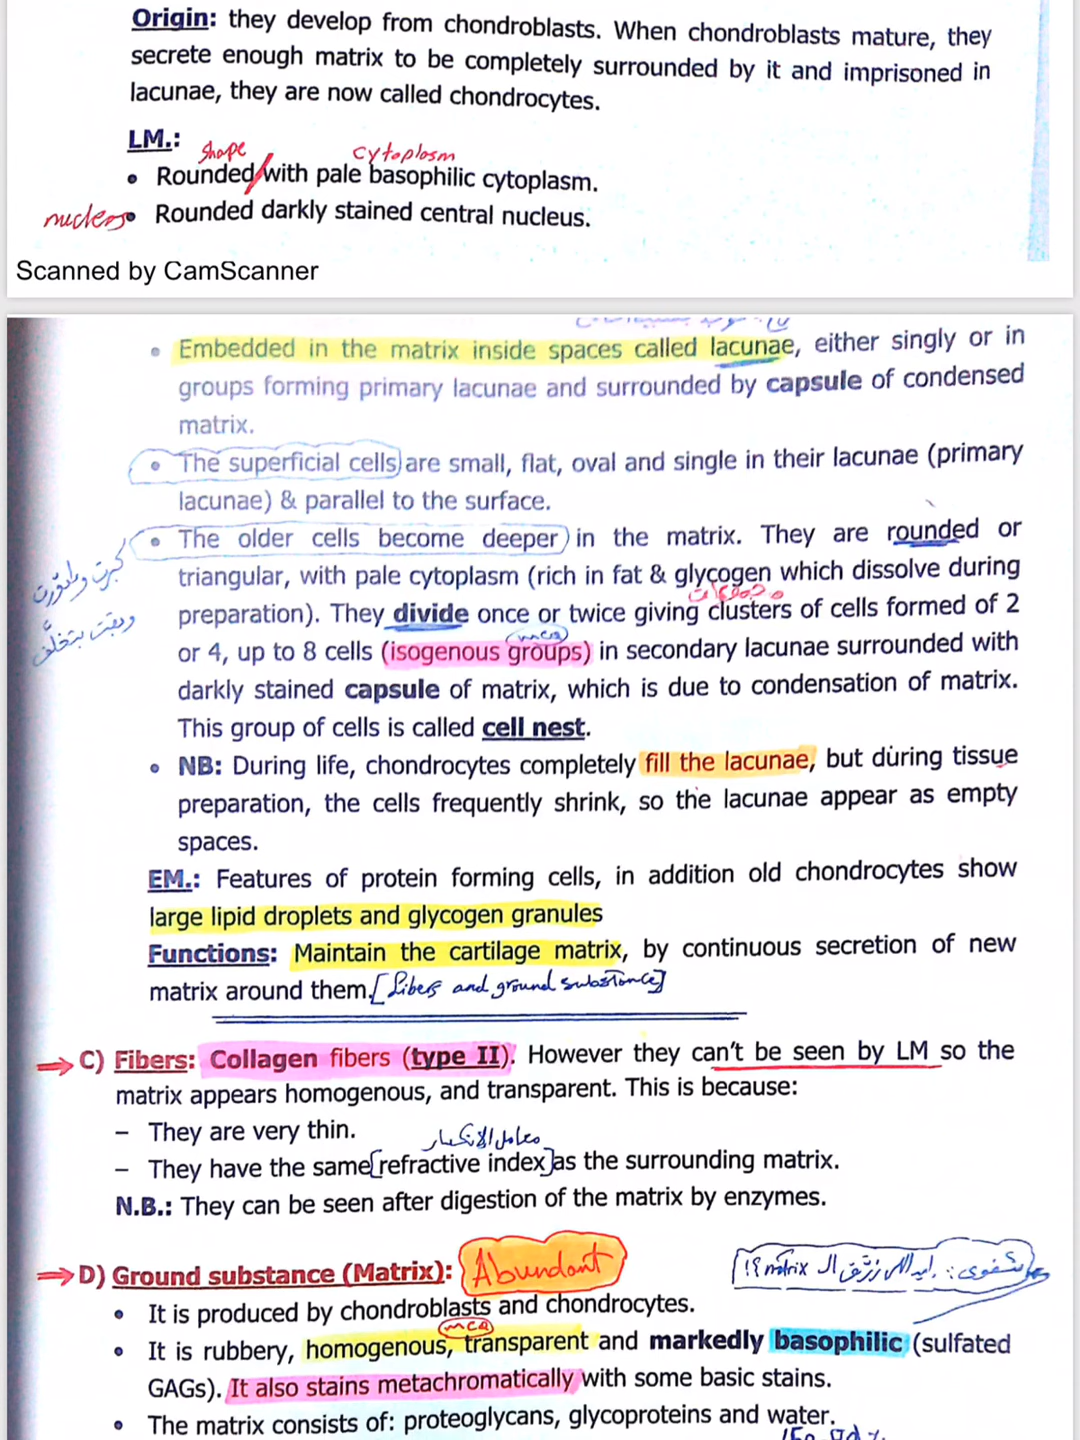 Origin: they develop from chondroblasts. When chondroblasts mature, they
secrete enough matrix to be completely surrounded by it and imprisoned in
lacunae, they are now called chondrocytes.
LM.:
shape cytoplasm
• Rounded/with pale basophilic cytoplasm.
• Rounded darkly stained central nucleus.
Scanned by CamScanner
• Embedded in the matrix inside spaces called lacunae, either singly or in
groups forming primary lacunae and surrounded by capsule of condensed
matrix.
• The superficial cells are small, flat, oval and single in their lacunae (primary
lacunae) & parallel to the surface.
• The older cells become deeper in the matrix. They are rounded or
triangular, with pale cytoplasm (rich in fat & glycogen which dissolve during
مجموعات
preparation). They divide once or twice giving clusters of cells formed of 2
mcq
or 4, up to 8 cells (isogenous groups) in secondary lacunae surrounded with
darkly stained capsule of matrix, which is due to condensation of matrix.
This group of cells is called cell nest.
• NB: During life, chondrocytes completely fill the lacunae, but during tissue
preparation, the cells frequently shrink, so the lacunae appear as empty
spaces.
EM.: Features of protein forming cells, in addition old chondrocytes show
large lipid droplets and glycogen granules
Functions: Maintain the cartilage matrix, by continuous secretion of new
matrix around them. [fibers and ground substance]
C) Fibers: Collagen fibers (type II). However they can't be seen by LM so the
matrix appears homogenous, and transparent. This is because:
– They are very thin.
معامل الانكسار
– They have the same [refractive index] as the surrounding matrix.
N.B.: They can be seen after digestion of the matrix by enzymes.
D) Ground substance (Matrix): Abundant
• It is produced by chondroblasts and chondrocytes.
mcq
• It is rubbery, homogenous, transparent and markedly basophilic (sulfated
GAGs). It also stains metachromatically with some basic stains.
• The matrix consists of: proteoglycans, glycoproteins and water.